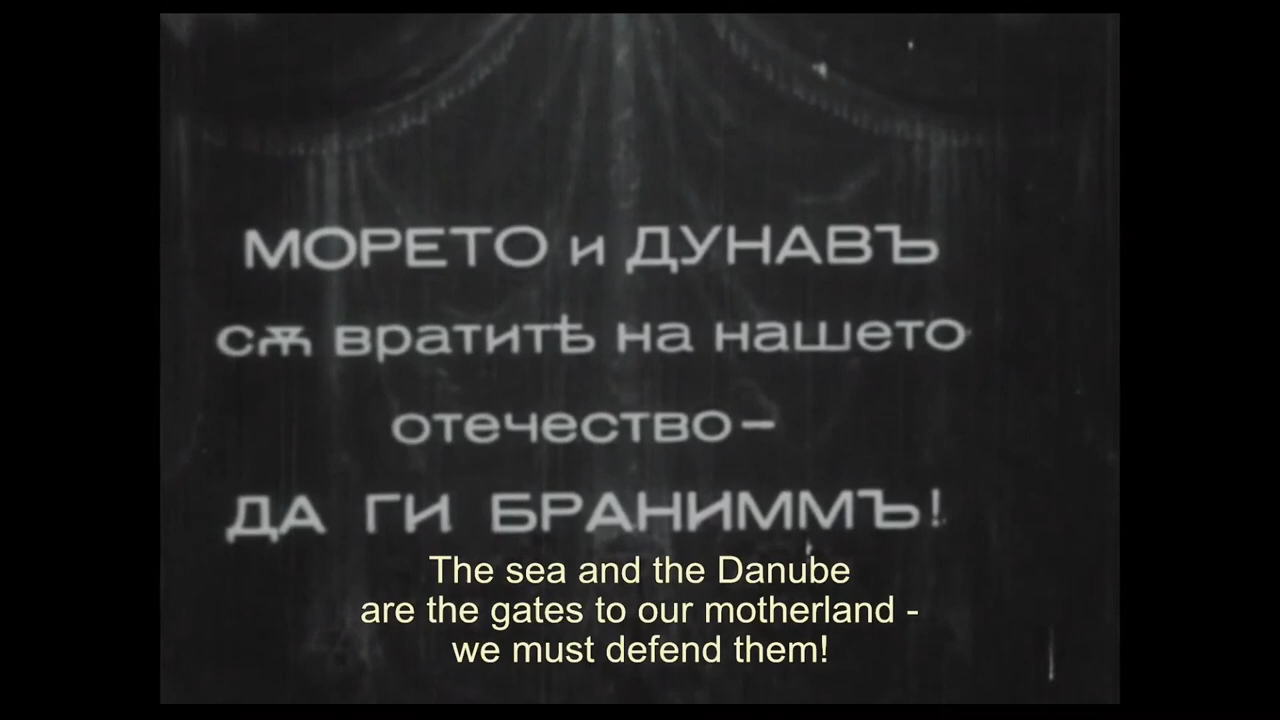 МОРЕТО и ДУНАВЪ
сѫ вратитѣ на нашето
отечество –
ДА ГИ БРАНИММЪ!
The sea and the Danube
are the gates to our motherland -
we must defend them!